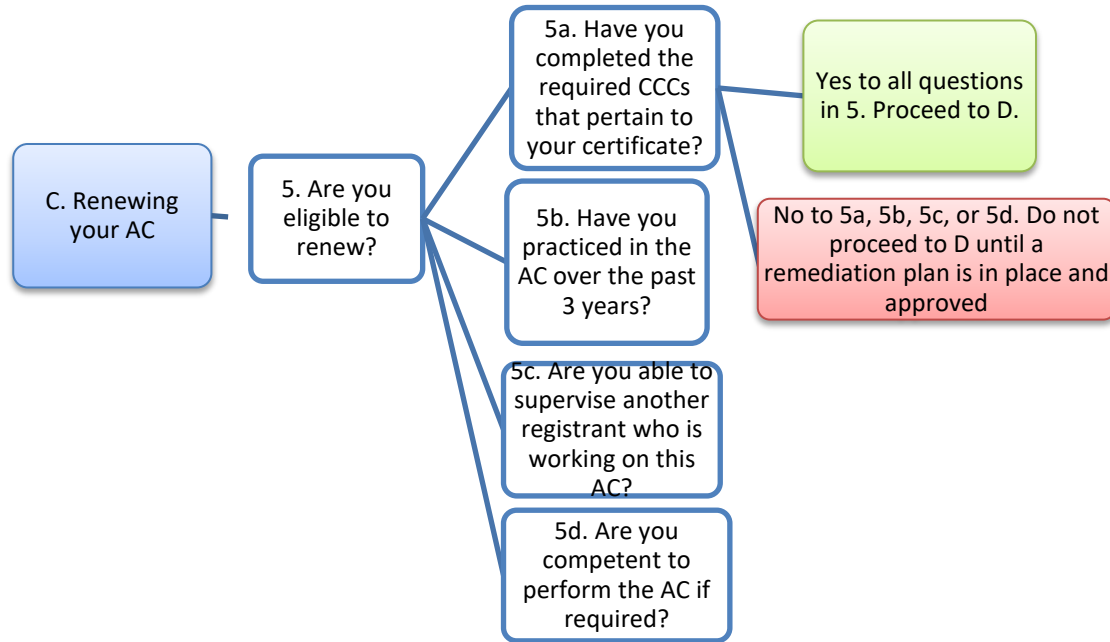 C. Renewing
your AC
5. Are you
eligible to
renew?
5a. Have you
completed the
required CCCs
that pertain to
your certificate?
5b. Have you
practiced in the
AC over the past
3 years?
5c. Are you able to
supervise another
registrant who is
working on this
AC?
5d. Are you
competent to
perform the AC if
required?
Yes to all questions
in 5. Proceed to D.
No to 5a, 5b, 5c, or 5d. Do not
proceed to D until a
remediation plan is in place and
approved